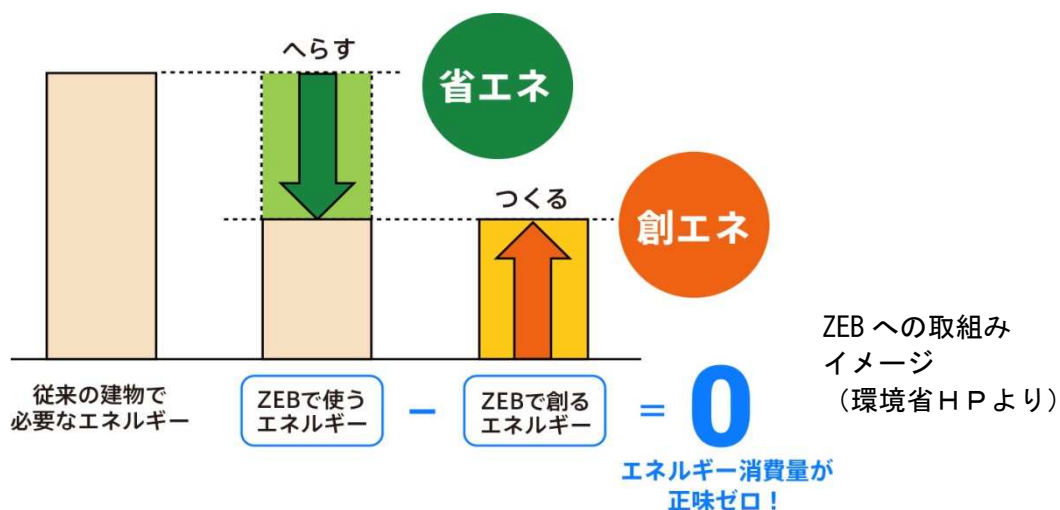 へらす
省エネ
つくる
創エネ
従来の建物で
必要なエネルギー
ZEBで使う
エネルギー
−
ZEBで創る
エネルギー
=
0
エネルギー消費量が
正味ゼロ！
ZEB への取組み
イメージ
（環境省ＨＰより）